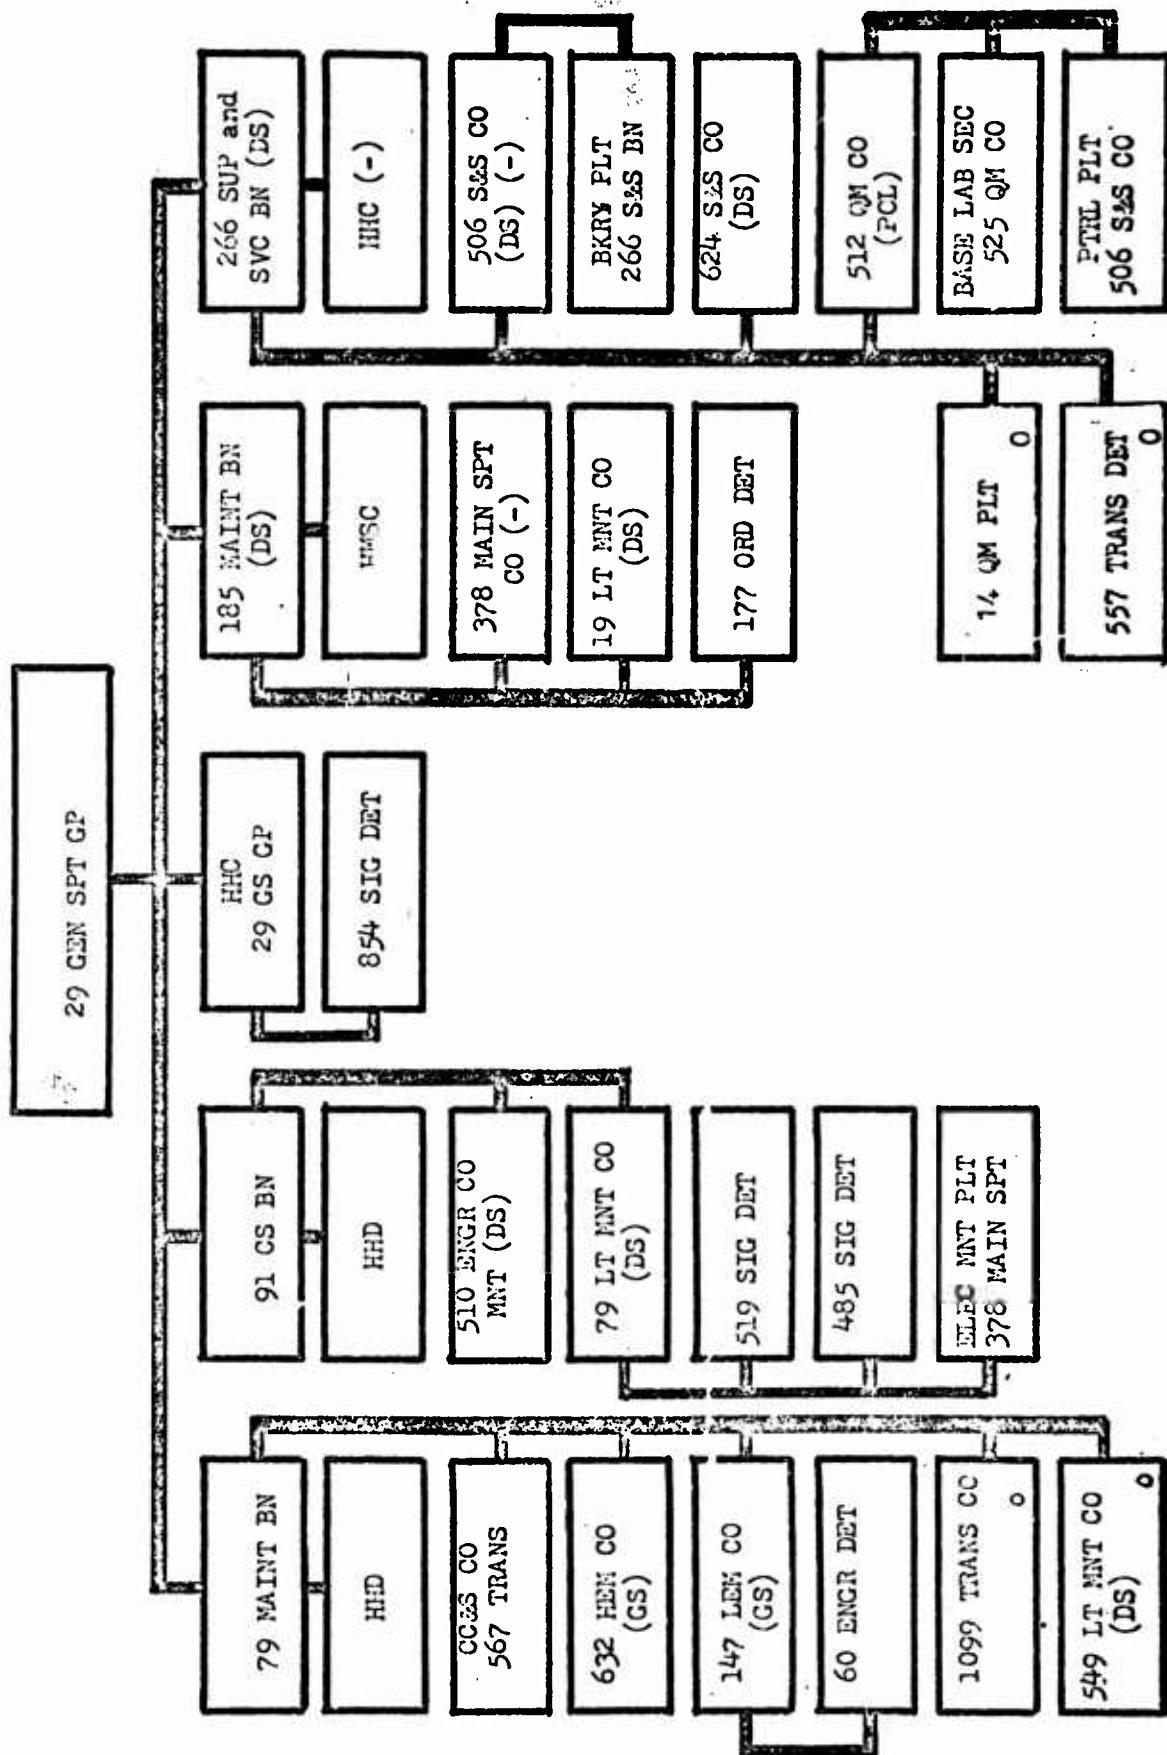 29 GEN SPT GP
79 MAINT BN
HHD
CC&S CO
567 TRANS
632 HEM CO
(GS)
147 LEM CO
(GS)
60 ENGR DET
1099 TRANS CO
O
549 LT MNT CO
(DS)
O
91 CS BN
HHD
510 ENGR CO
MNT (DS)
79 LT MNT CO
(DS)
519 SIG DET
485 SIG DET
ELEC MNT PLT
378 MAIN SPT
HHC
29 GS GP
854 SIG DET
185 MAINT BN
(DS)
378 MAIN SPT
CO (-)
19 LT MNT CO
(DS)
177 ORD DET
266 SUP and
SVC BN (DS)
HHC (-)
506 S&S CO
(DS) (-)
BKRY PLT
266 S&S BN
624 S&S CO
(DS)
512 QM CO
(PCL)
BASE LAB SEC
525 QM CO
PTRL PLT
506 S&S CO
14 QM PLT
O
557 TRANS DET
O